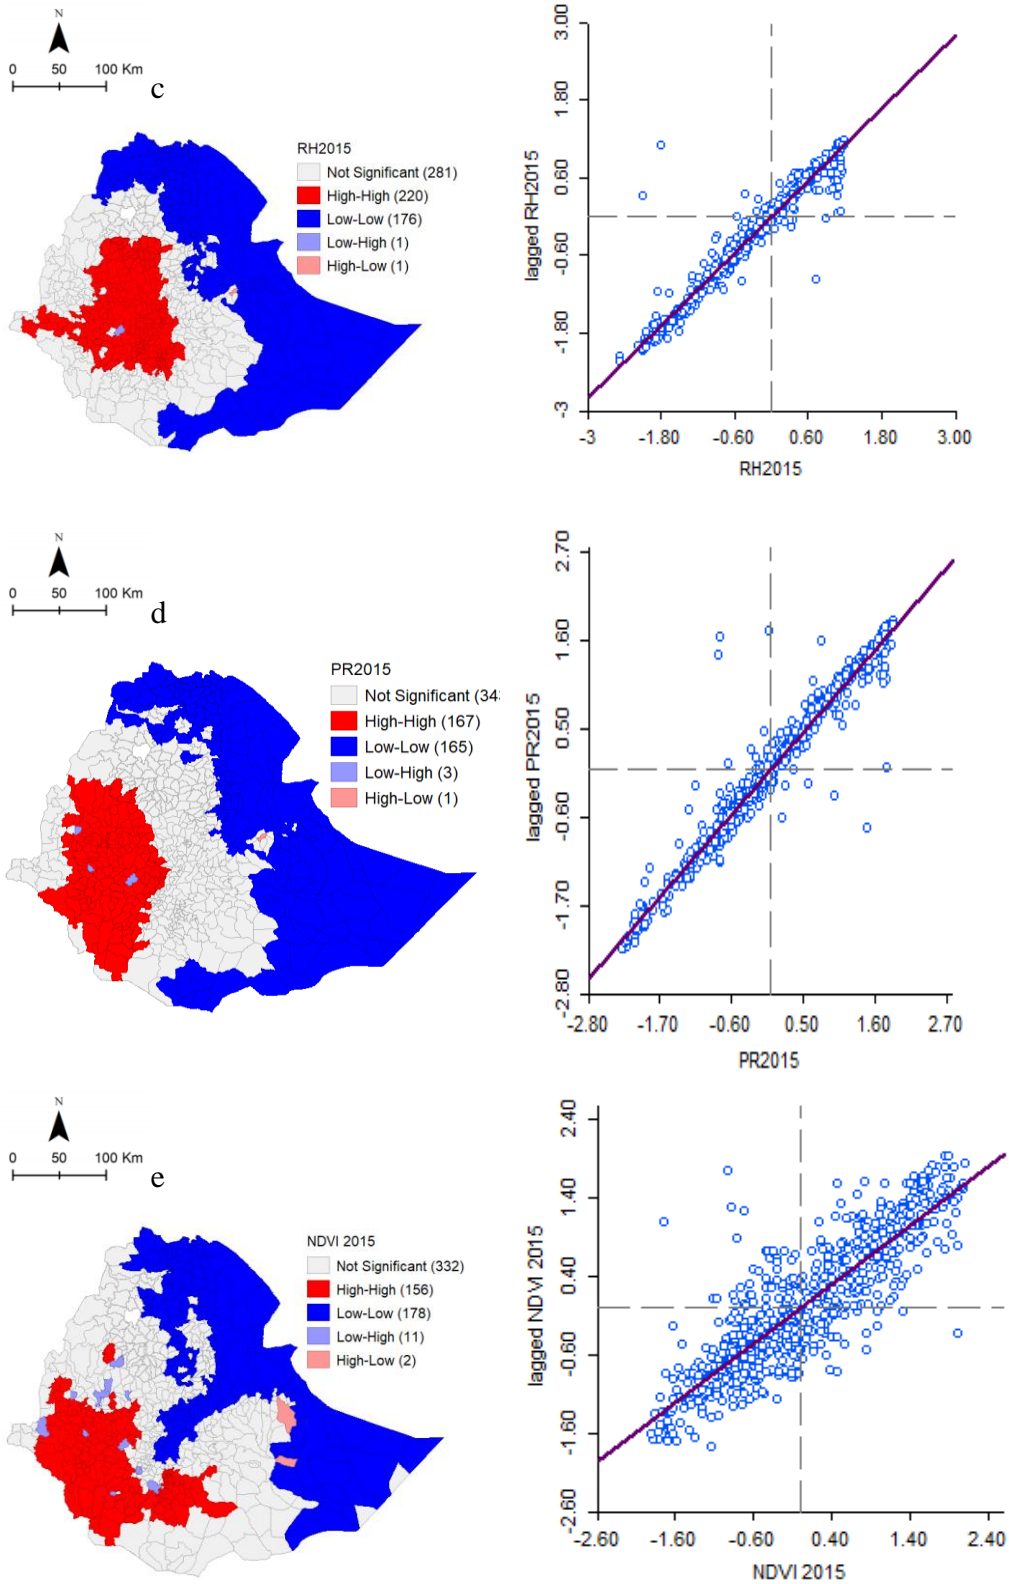 N
0 50 100 Km
c
RH2015
Not Significant (281)
High-High (220)
Low-Low (176)
Low-High (1)
High-Low (1)
lagged RH2015
3.00
1.80
0.60
-0.60
-1.80
-3
-3 -1.80 -0.60 0.60 1.80 3.00
RH2015
N
0 50 100 Km
d
PR2015
Not Significant (34
High-High (167)
Low-Low (165)
Low-High (3)
High-Low (1)
lagged PR2015
2.70
1.60
0.50
-0.60
-1.70
-2.80
-2.80 -1.70 -0.60 0.50 1.60 2.70
PR2015
N
0 50 100 Km
e
NDVI 2015
Not Significant (332)
High-High (156)
Low-Low (178)
Low-High (11)
High-Low (2)
lagged NDVI 2015
2.40
1.40
0.40
-0.60
-1.60
-2.60
-2.60 -1.60 -0.60 0.40 1.40 2.40
NDVI 2015